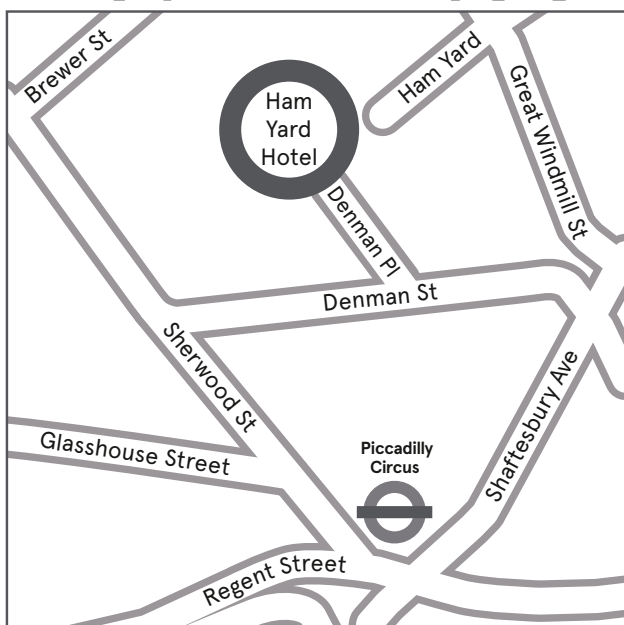 Brewer St
Ham
Yard
Hotel
Ham Yard
Great Windmill St
Denman Pl
Denman St
Sherwood St
Glasshouse Street
Piccadilly
Circus
Shaftesbury Ave
Regent Street